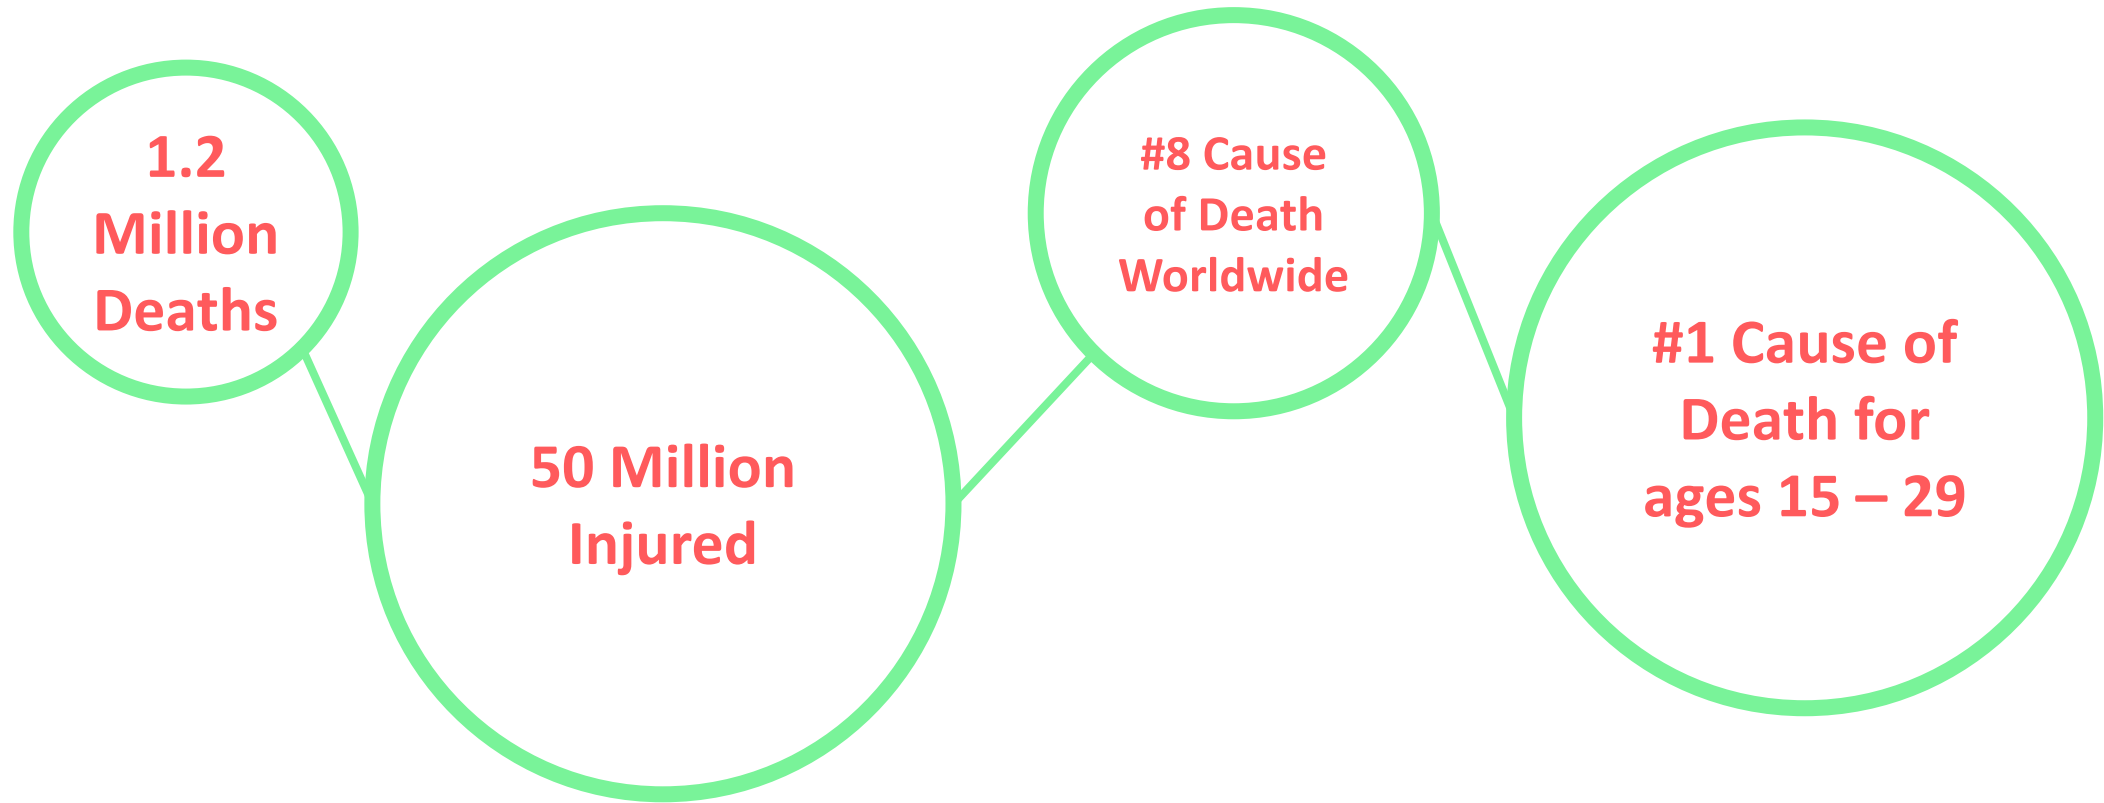 1.2
Million
Deaths
50 Million
Injured
#8 Cause
of Death
Worldwide
#1 Cause of
Death for
ages 15 – 29